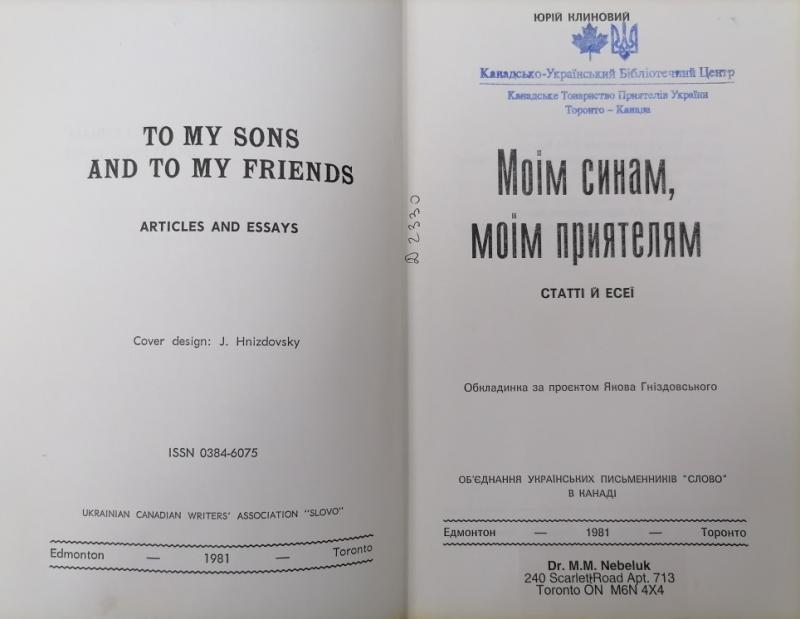 TO MY SONS
AND TO MY FRIENDS
ARTICLES AND ESSAYS
Cover design: J. Hnizdovsky
ISSN 0384-6075
UKRAINIAN CANADIAN WRITERS' ASSOCIATION "SLOVO"
Edmonton — 1981 — Toronto
2330
ЮРІЙ КЛИНОВИЙ
Канадсько-Український Бібліотечний Центр
Канадське Товариство Приятелів України
Торонто – Канада
Моїм синам,
моїм приятелям
СТАТТІ Й ЕСЕЇ
Обкладинка за проєктом Якова Гніздовського
ОБ'ЄДНАННЯ УКРАЇНСЬКИХ ПИСЬМЕННИКІВ "СЛОВО"
В КАНАДІ
Едмонтон — 1981 — Торонто
Dr. M.M. Nebeluk
240 Scarlett Road Apt. 713
Toronto ON M6N 4X4